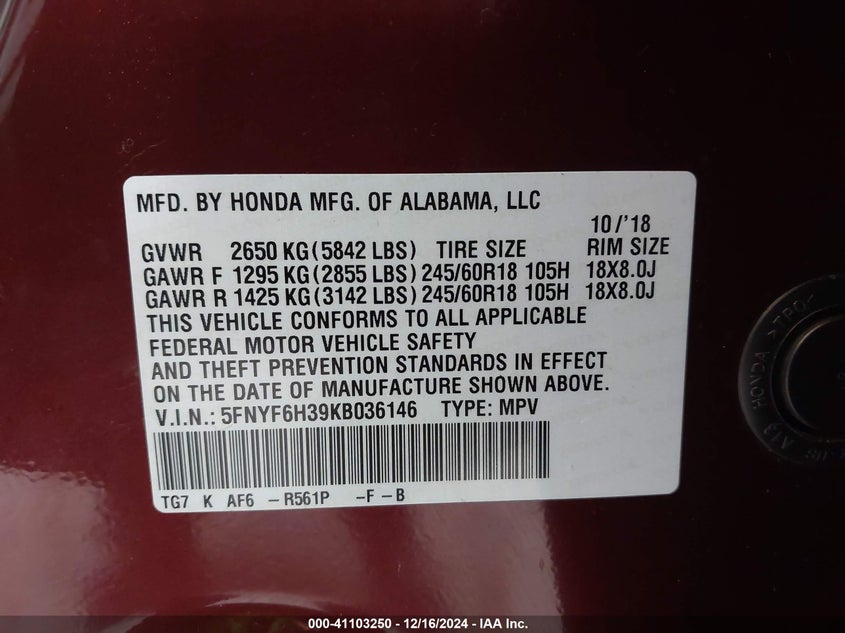 MFD. BY HONDA MFG. OF ALABAMA, LLC
10/'18
GVWR 2650 KG(5842 LBS) TIRE SIZE RIM SIZE
GAWR F 1295 KG(2855 LBS) 245/60R18 105H 18X8.0J
GAWR R 1425 KG(3142 LBS) 245/60R18 105H 18X8.0J
THIS VEHICLE CONFORMS TO ALL APPLICABLE
FEDERAL MOTOR VEHICLE SAFETY
AND THEFT PREVENTION STANDARDS IN EFFECT
ON THE DATE OF MANUFACTURE SHOWN ABOVE.
V.I.N.: 5FNYF6H39KB036146 TYPE: MPV
TG7 K AF6 – R561P –F – B
HONDA >TPO<
000-41103250 - 12/16/2024 - IAA Inc.